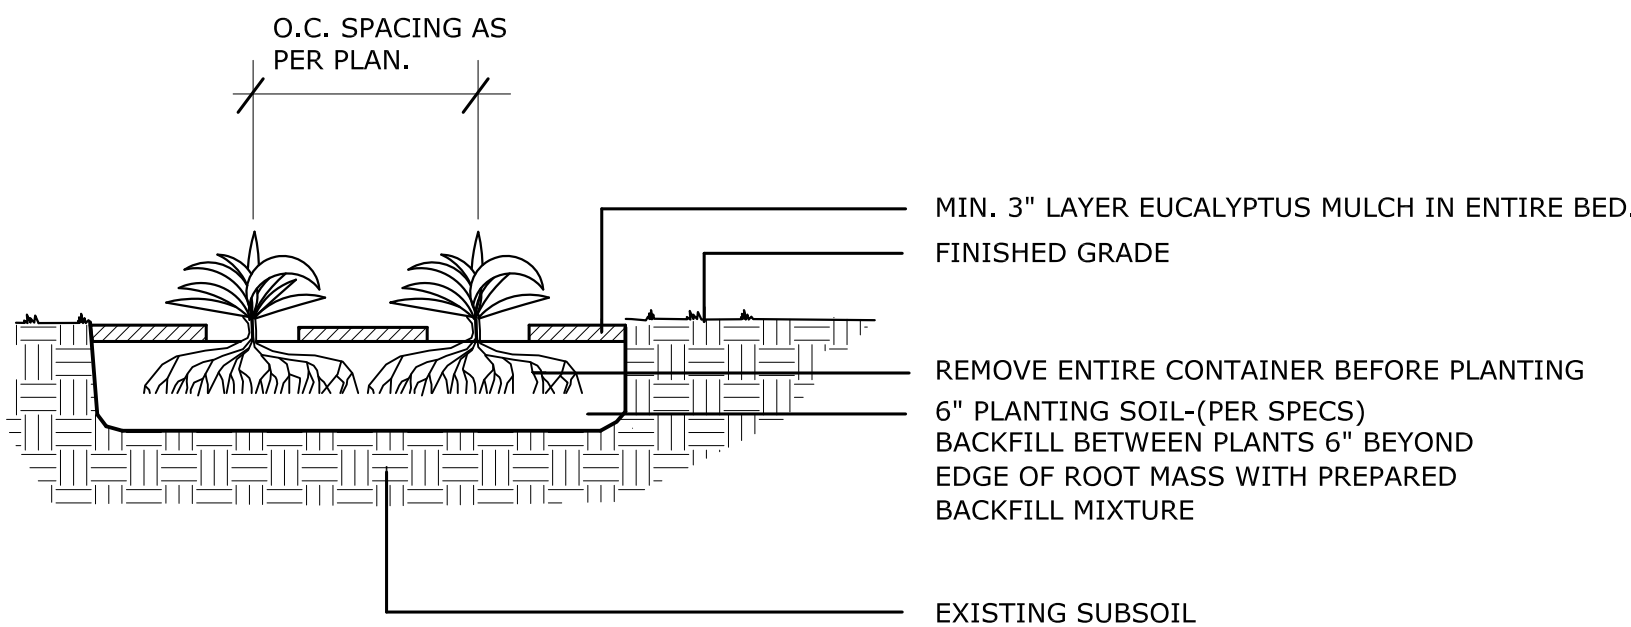 O.C. SPACING AS
PER PLAN.
MIN. 3" LAYER EUCALYPTUS MULCH IN ENTIRE BED.
FINISHED GRADE
REMOVE ENTIRE CONTAINER BEFORE PLANTING
6" PLANTING SOIL-(PER SPECS)
BACKFILL BETWEEN PLANTS 6" BEYOND
EDGE OF ROOT MASS WITH PREPARED
BACKFILL MIXTURE
EXISTING SUBSOIL